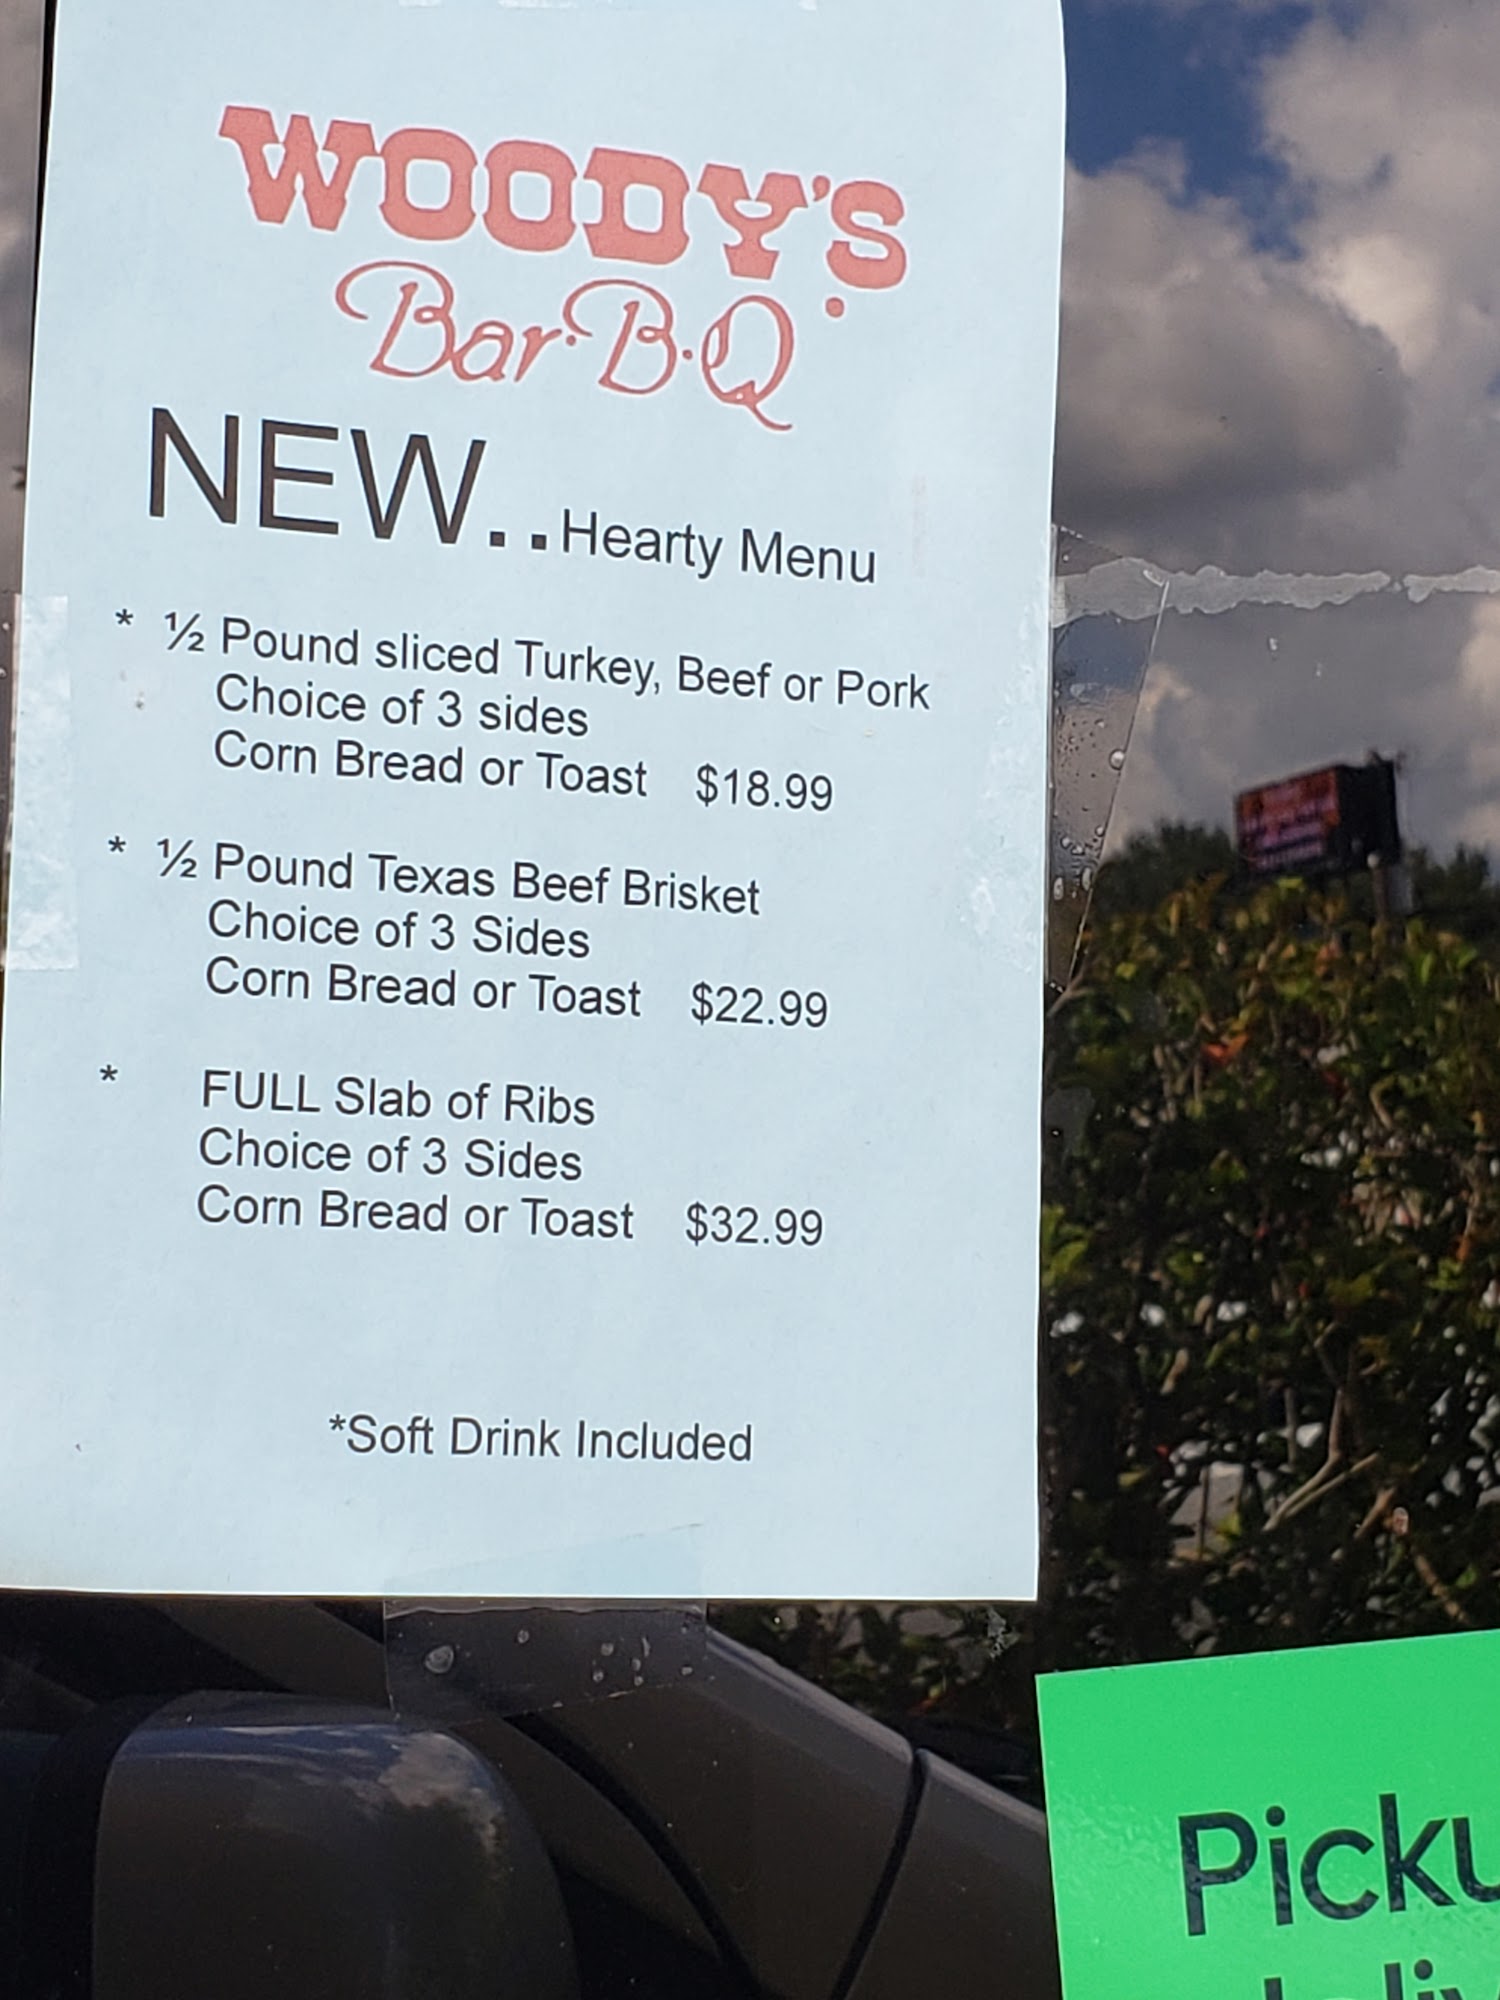 WOODY'S
Bar·B·Q
NEW..Hearty Menu
* ½ Pound sliced Turkey, Beef or Pork
Choice of 3 sides
Corn Bread or Toast $18.99
* ½ Pound Texas Beef Brisket
Choice of 3 Sides
Corn Bread or Toast $22.99
* FULL Slab of Ribs
Choice of 3 Sides
Corn Bread or Toast $32.99
*Soft Drink Included
Picku